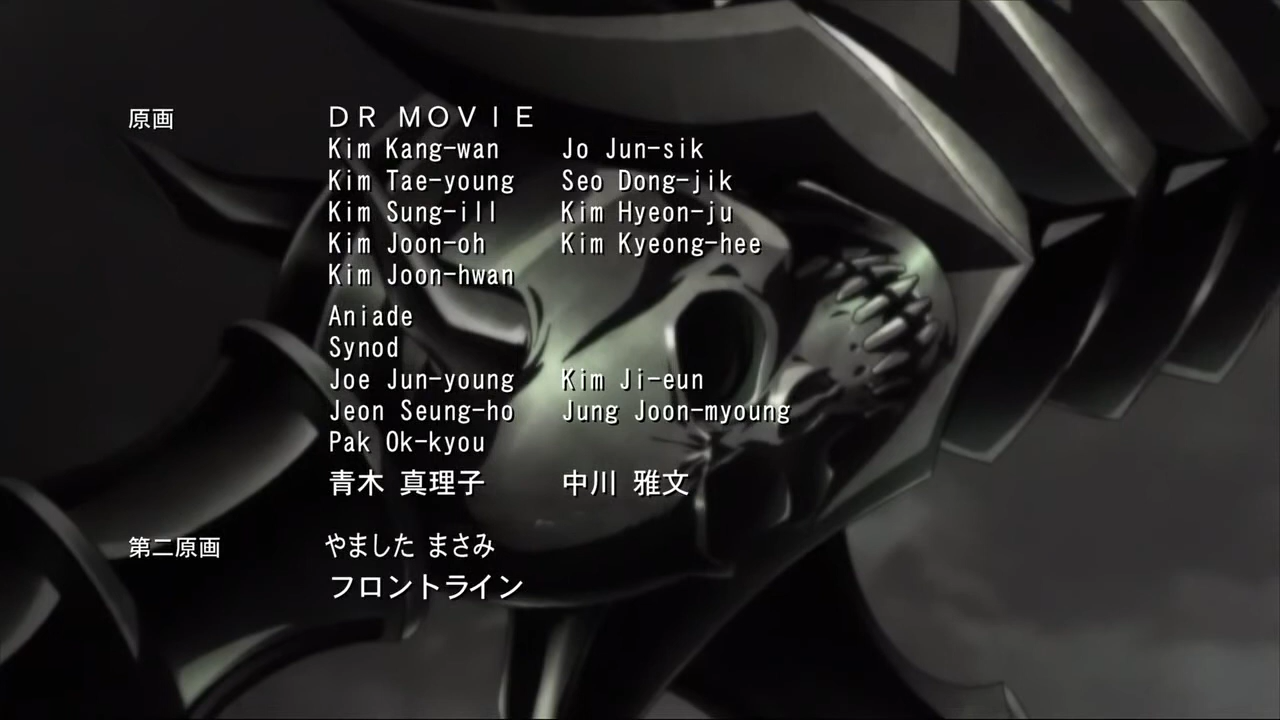 原画 ＤＲ ＭＯＶＩＥ
Kim Kang-wan Jo Jun-sik
Kim Tae-young Seo Dong-jik
Kim Sung-ill Kim Hyeon-ju
Kim Joon-oh Kim Kyeong-hee
Kim Joon-hwan
Aniade
Synod
Joe Jun-young Kim Ji-eun
Jeon Seung-ho Jung Joon-myoung
Pak Ok-kyou
青木 真理子 中川 雅文
第二原画 やました まさみ
フロントライン